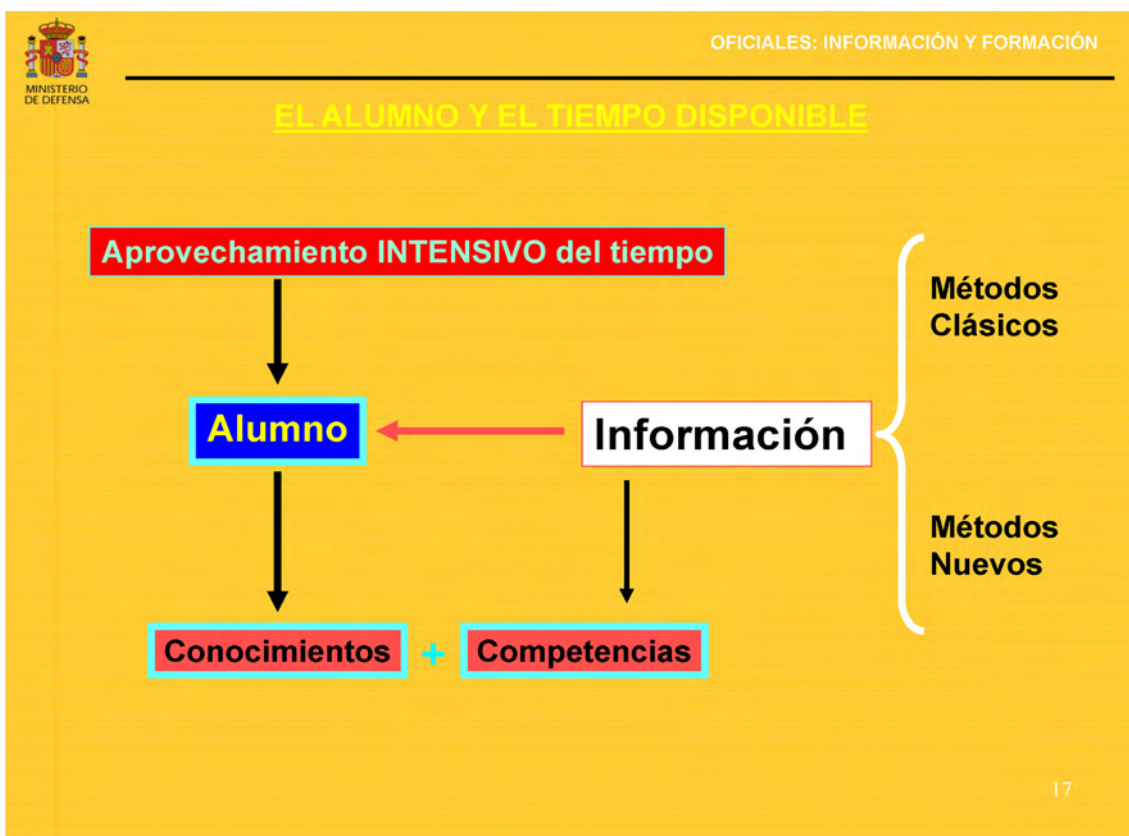 MINISTERIO
DE DEFENSA
OFICIALES: INFORMACIÓN Y FORMACIÓN
EL ALUMNO Y EL TIEMPO DISPONIBLE
Aprovechamiento INTENSIVO del tiempo
Métodos
Clásicos
Alumno
Información
Métodos
Nuevos
Conocimientos + Competencias
17